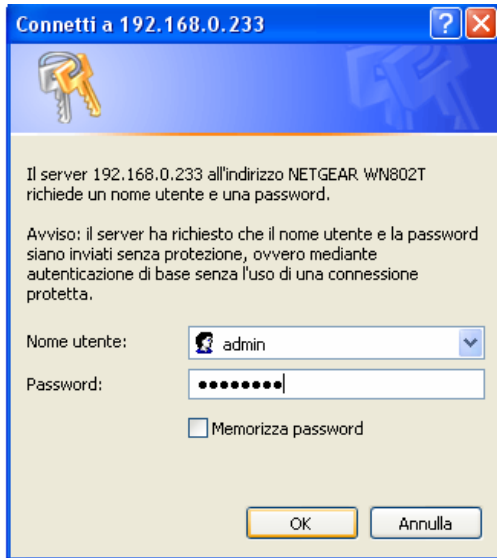 Connetti a 192.168.0.233
Il server 192.168.0.233 all'indirizzo NETGEAR WN802T
richiede un nome utente e una password.
Avviso: il server ha richiesto che il nome utente e la password
siano inviati senza protezione, ovvero mediante
autenticazione di base senza l'uso di una connessione
protetta.
Nome utente: admin
Password: ●●●●●●●●
Memorizza password
OK Annulla